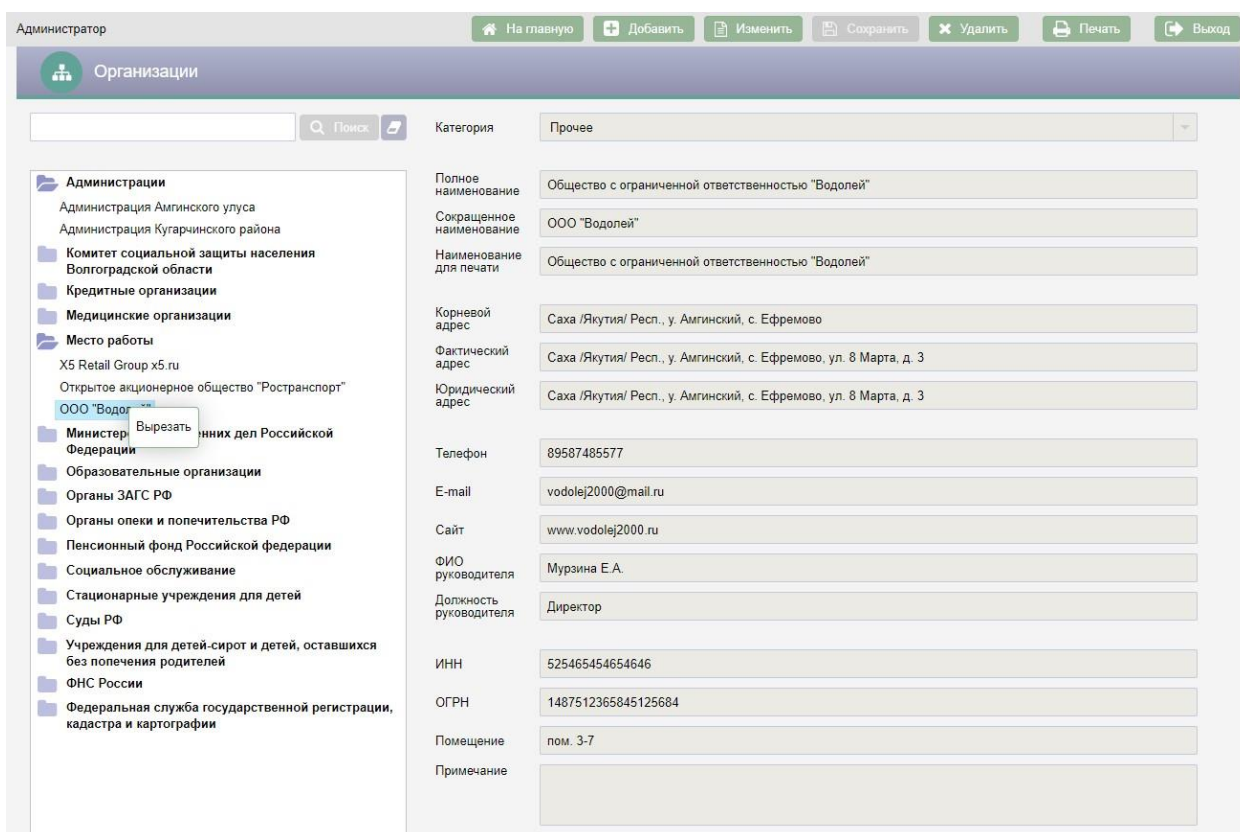 Администратор
На главную
Добавить
Изменить
Сохранить
Удалить
Печать
Выход
Организации
Поиск
Администрации
Администрация Амгинского улуса
Администрация Кугарчинского района
Комитет социальной защиты населения
Волгоградской области
Кредитные организации
Медицинские организации
Место работы
X5 Retail Group x5.ru
Открытое акционерное общество "Ространспорт"
ООО "Водолей"
Вырезать
дел Российской
Федерации
Образовательные организации
Органы ЗАГС РФ
Органы опеки и попечительства РФ
Пенсионный фонд Российской федерации
Социальное обслуживание
Стационарные учреждения для детей
Суды РФ
Учреждения для детей-сирот и детей, оставшихся
без попечения родителей
ФНС России
Федеральная служба государственной регистрации,
кадастра и картографии
Категория
Прочее
Полное
наименование
Общество с ограниченной ответственностью "Водолей"
Сокращенное
наименование
ООО "Водолей"
Наименование
для печати
Общество с ограниченной ответственностью "Водолей"
Корневой
адрес
Саха /Якутия/ Респ., у. Амгинский, с. Ефремово
Фактический
адрес
Саха /Якутия/ Респ., у. Амгинский, с. Ефремово, ул. 8 Марта, д. 3
Юридический
адрес
Саха /Якутия/ Респ., у. Амгинский, с. Ефремово, ул. 8 Марта, д. 3
Телефон
89587485577
E-mail
vodolej2000@mail.ru
Сайт
www.vodolej2000.ru
ФИО
руководителя
Мурзина Е.А.
Должность
руководителя
Директор
ИНН
525465454654646
ОГРН
1487512365845125684
Помещение
пом. 3-7
Примечание